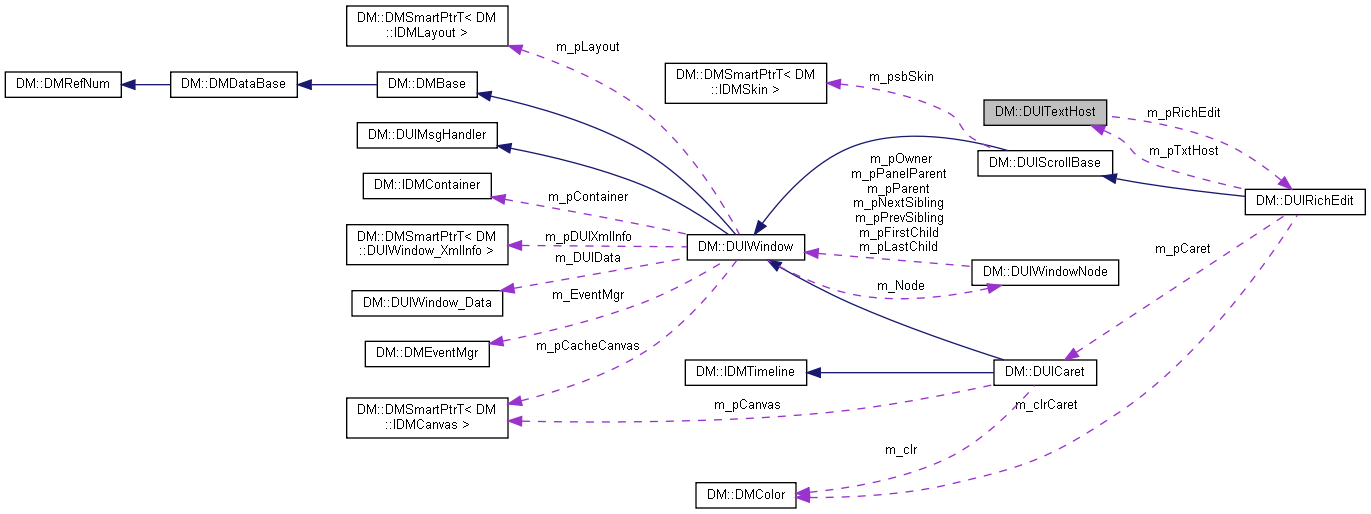 DM::DMSmartPtrT< DM
::IDMLayout >
m_pLayout
DM::DMRefNum
DM::DMDataBase
DM::DMBase
DM::DMSmartPtrT< DM
::IDMSkin >
m_psbSkin
DM::DUITextHost
m_pRichEdit
DM::DUIMsgHandler
m_pTxtHost
DM::DUIScrollBase
m_pOwner
m_pPanelParent
m_pParent
m_pNextSibling
m_pPrevSibling
m_pFirstChild
m_pLastChild
DM::IDMContainer
m_pContainer
DM::DUIRichEdit
DM::DMSmartPtrT< DM
::DUIWindow_XmlInfo >
m_pDUIXmlInfo
DM::DUIWindow
m_pCaret
m_DUIData
DM::DUIWindowNode
m_Node
DM::DUIWindow_Data
m_EventMgr
DM::DMEventMgr
m_pCacheCanvas
DM::IDMTimeline
DM::DUICaret
DM::DMSmartPtrT< DM
::IDMCanvas >
m_pCanvas
m_clrCaret
m_clr
DM::DMColor